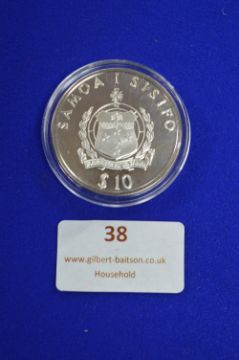 SAMOA I SISIFO
$10
38
www.gilbert-baitson.co.uk
Household